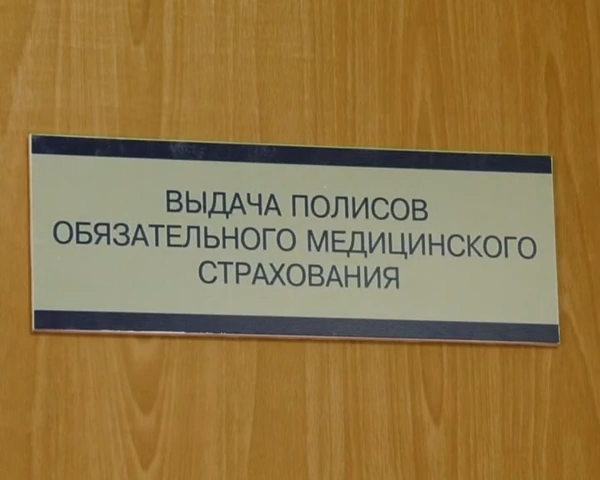 ВЫДАЧА ПОЛИСОВ
ОБЯЗАТЕЛЬНОГО МЕДИЦИНСКОГО
СТРАХОВАНИЯ